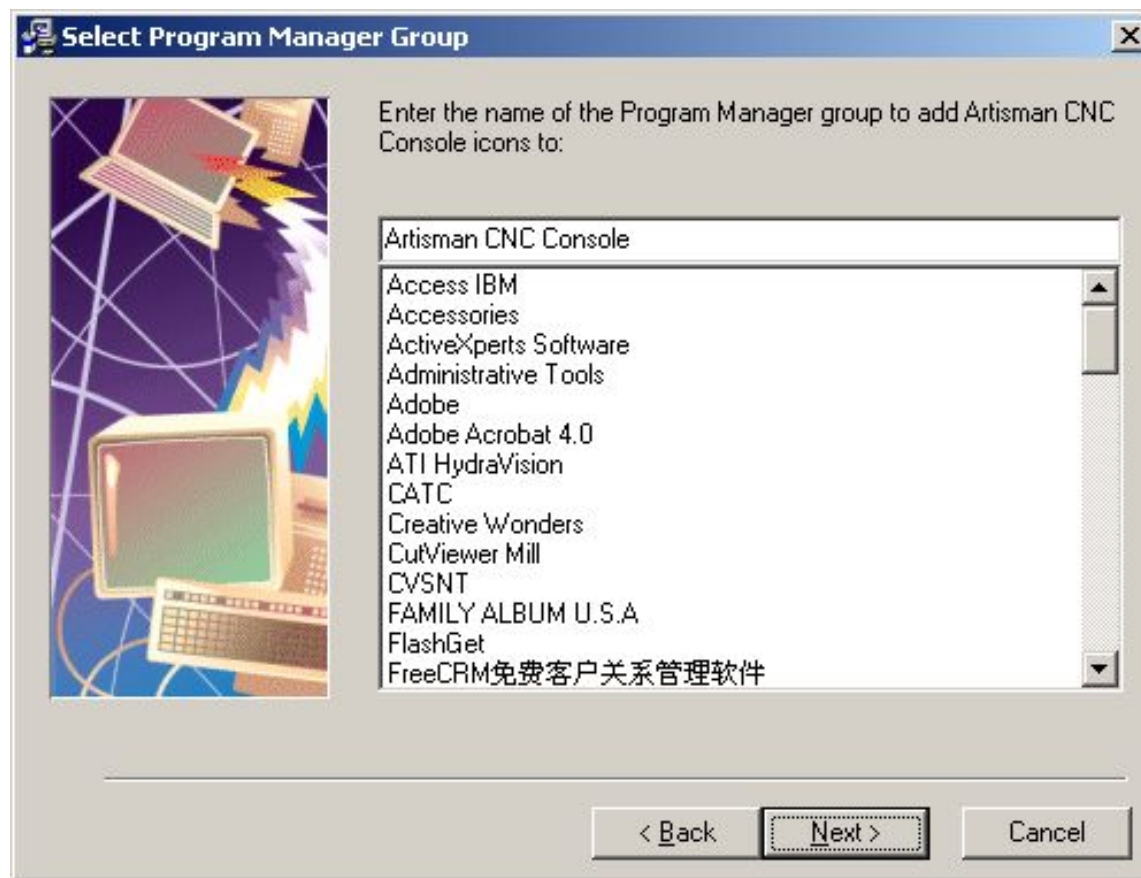 Select Program Manager Group
Enter the name of the Program Manager group to add Artisman CNC
Console icons to:
Artisman CNC Console
Access IBM
Accessories
ActiveXperts Software
Administrative Tools
Adobe
Adobe Acrobat 4.0
ATI HydraVision
CATC
Creative Wonders
CutViewer Mill
CVSNT
FAMILY ALBUM U.S.A
FlashGet
FreeCRM免费客户关系管理软件
< Back
Next >
Cancel